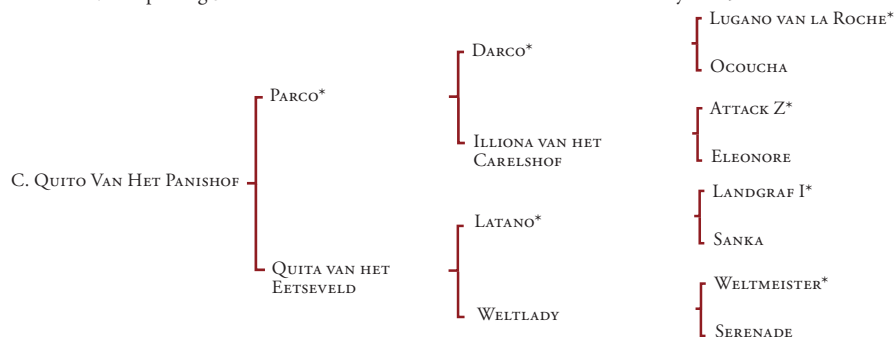 Lugano van la Roche*
Darco*
Ocoucha
Parco*
Attack Z*
Illiona van het
Carelshof
Eleonore
C. Quito Van Het Panishof
Landgraf I*
Latano*
Sanka
Quita van het
Eetseveld
Weltmeister*
Weltlady
Serenade